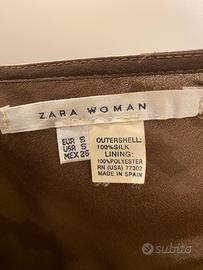 ZARA WOMAN
EUR S
USA S
MEX 26
OUTERSHELL:
100%SILK
LINING:
100%POLYESTER
RN (USA) 77302
MADE IN SPAIN
subito